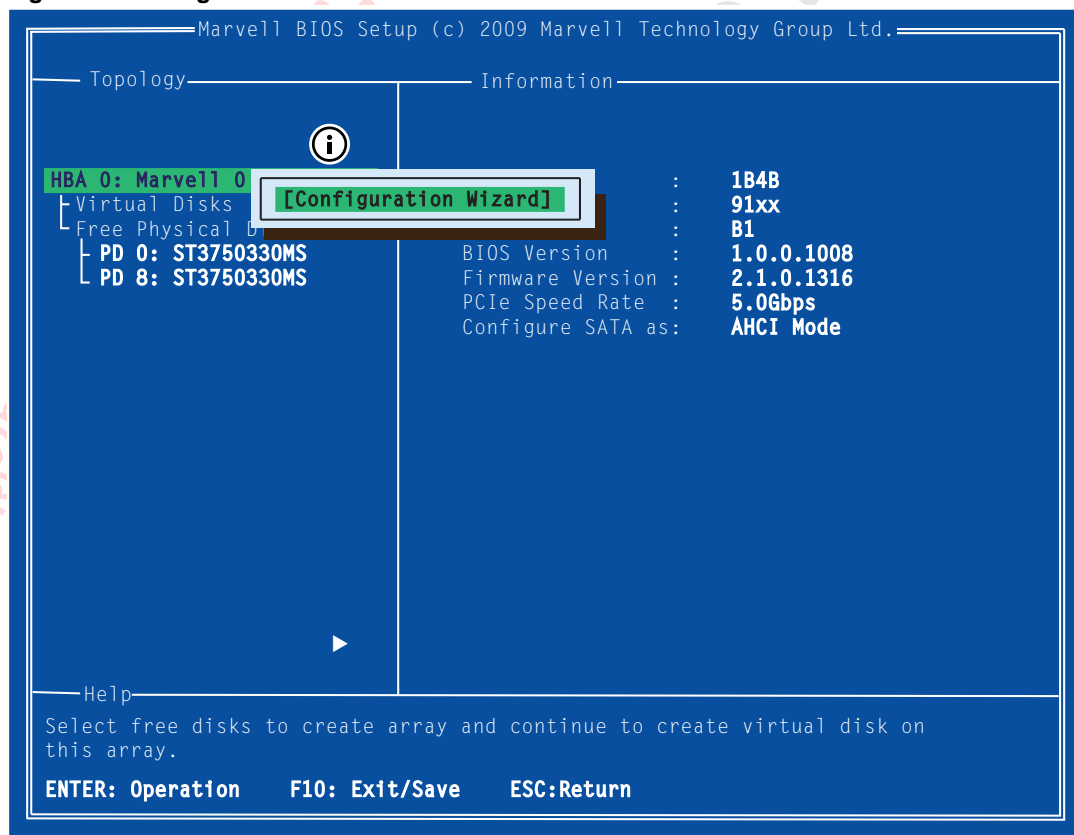 Marvell BIOS Setup (c) 2009 Marvell Technology Group Ltd.
Topology
Information
HBA 0: Marvell 0
Virtual Disks
Free Physical D
PD 0: ST3750330MS
PD 8: ST3750330MS
[Configuration Wizard]
: 1B4B
: 91xx
: B1
BIOS Version : 1.0.0.1008
Firmware Version : 2.1.0.1316
PCIe Speed Rate : 5.0Gbps
Configure SATA as: AHCI Mode
Help
Select free disks to create array and continue to create virtual disk on
this array.
ENTER: Operation F10: Exit/Save ESC:Return